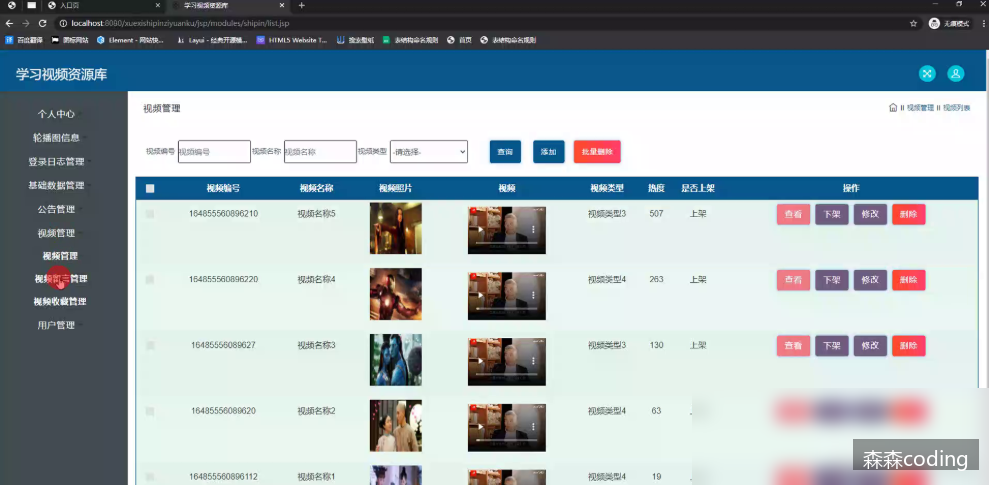 入口页
学习视频资源库
localhost:8080/xuexishipinziyuanku/jsp/modules/shipin/list.jsp
无痕模式
百度翻译 图标网站 Element - 网站快... Layui - 经典开源模... HTML5 Website T... 渐变壁纸 表结构命名规则 首页 表结构命名规则
学习视频资源库
个人中心
轮播图信息
登录日志管理
基础数据管理
公告管理
视频管理
视频管理
视频留言管理
视频收藏管理
用户管理
视频管理
视频管理 视频列表
视频编号 视频编号 视频名称 视频名称 视频类型 -请选择- 查询 添加 批量删除
视频编号 视频名称 视频照片 视频 视频类型 热度 是否上架 操作
164855560896210 视频名称5 视频类型3 507 上架 查看 下架 修改 删除
164855560896220 视频名称4 视频类型4 263 上架 查看 下架 修改 删除
16485556089627 视频名称3 视频类型3 130 上架 查看 下架 修改 删除
16485556089620 视频名称2 视频类型4 63
164855560896112 视频名称1 视频类型4 19
森森coding